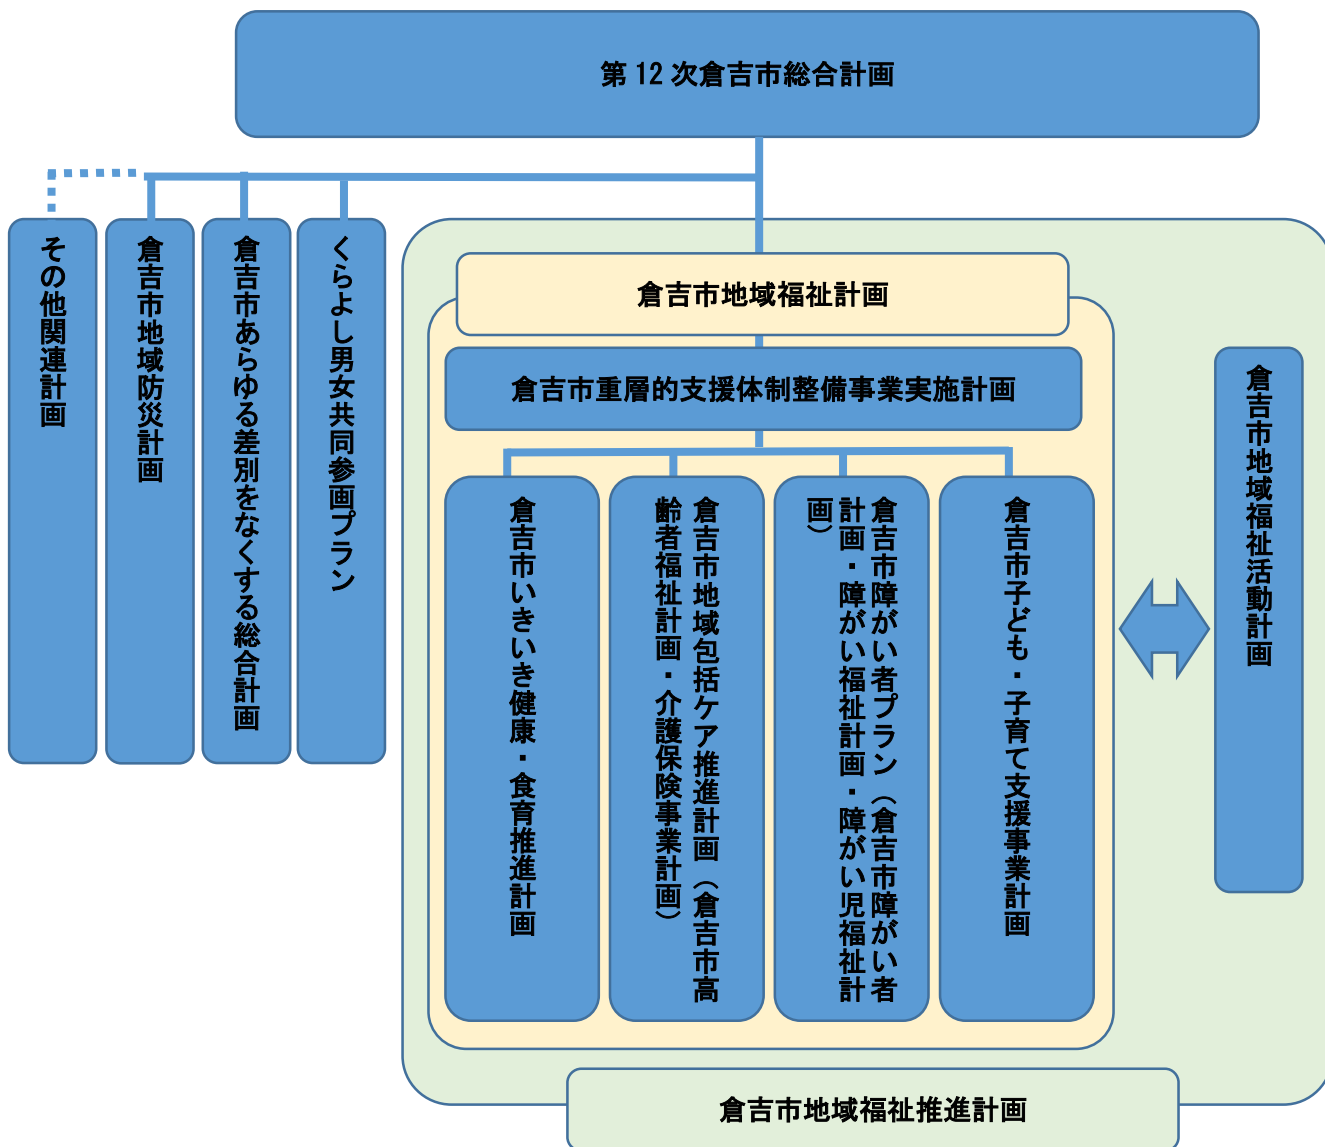 第12次倉吉市総合計画
その他関連計画
倉吉市地域防災計画
倉吉市あらゆる差別をなくする総合計画
くらよし男女共同参画プラン
倉吉市地域福祉計画
倉吉市重層的支援体制整備事業実施計画
倉吉市いきいき健康・食育推進計画
倉吉市地域包括ケア推進計画（倉吉市高
齢者福祉計画・介護保険事業計画）
倉吉市障がい者プラン（倉吉市障がい者
計画・障がい福祉計画・障がい児福祉計
画）
倉吉市子ども・子育て支援事業計画
倉吉市地域福祉活動計画
倉吉市地域福祉推進計画